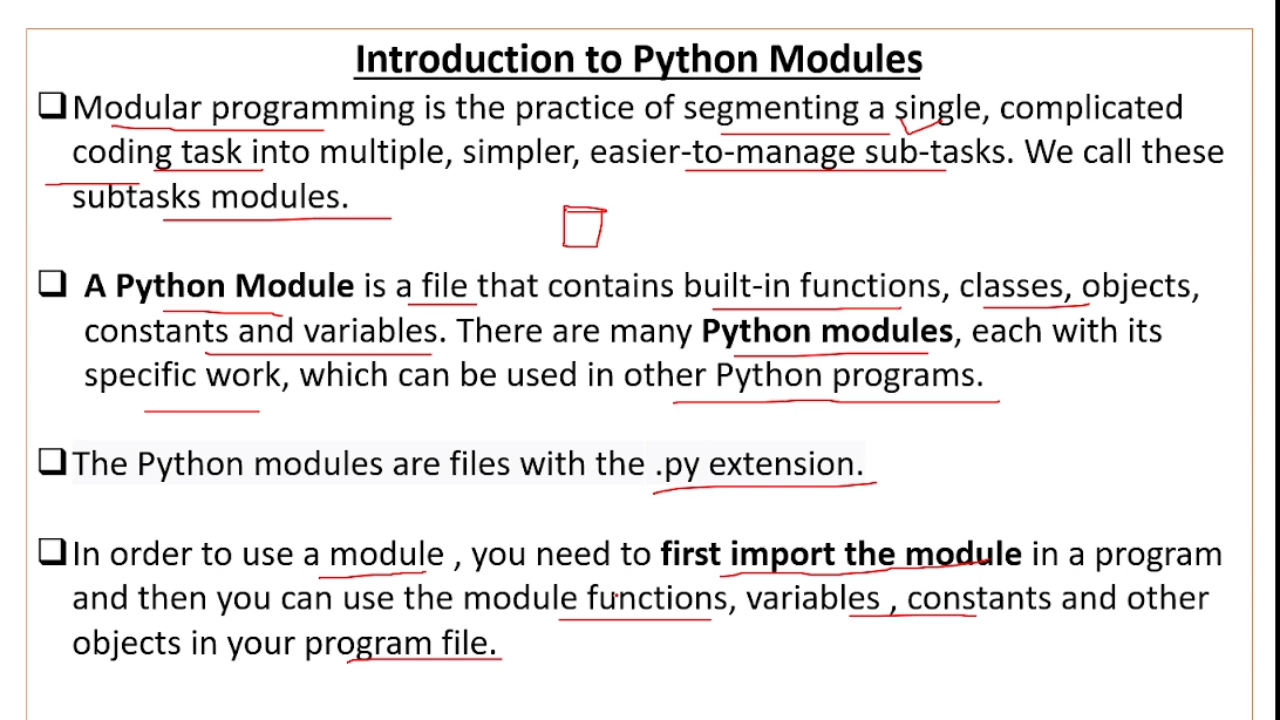 Introduction to Python Modules
❑Modular programming is the practice of segmenting a single, complicated
coding task into multiple, simpler, easier-to-manage sub-tasks. We call these
subtasks modules.
❑ A Python Module is a file that contains built-in functions, classes, objects,
constants and variables. There are many Python modules, each with its
specific work, which can be used in other Python programs.
❑The Python modules are files with the .py extension.
❑In order to use a module , you need to first import the module in a program
and then you can use the module functions, variables , constants and other
objects in your program file.